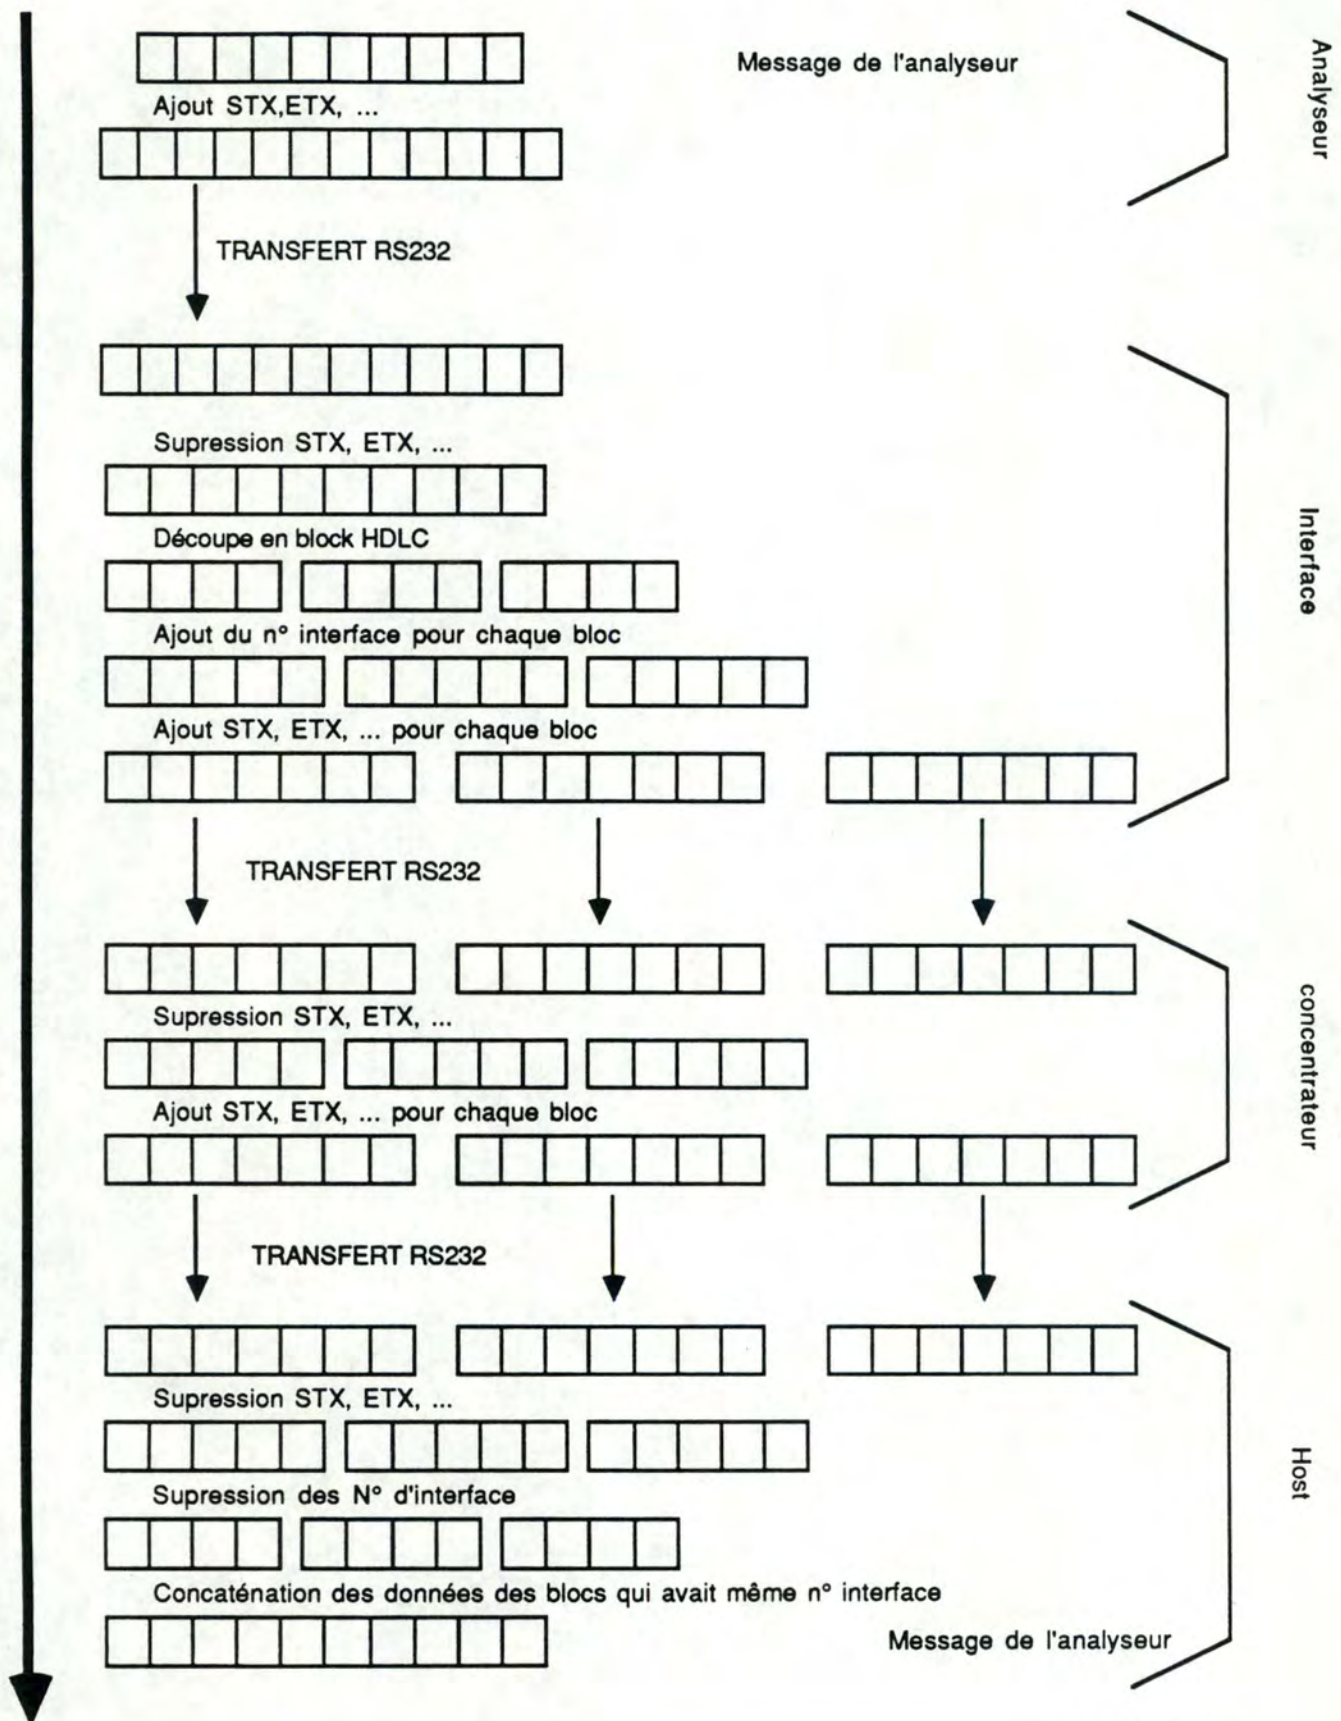 Message de l'analyseur
Analyseur
Ajout STX,ETX, ...
TRANSFERT RS232
Supression STX, ETX, ...
Interface
Découpe en block HDLC
Ajout du n° interface pour chaque bloc
Ajout STX, ETX, ... pour chaque bloc
TRANSFERT RS232
concentrateur
Supression STX, ETX, ...
Ajout STX, ETX, ... pour chaque bloc
TRANSFERT RS232
Host
Supression STX, ETX, ...
Supression des N° d'interface
Concaténation des données des blocs qui avait même n° interface
Message de l'analyseur